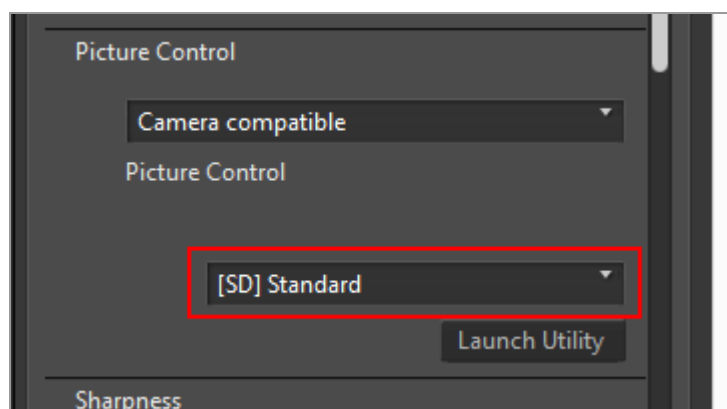 Picture Control
Camera compatible
Picture Control
[SD] Standard
Launch Utility
Sharpness